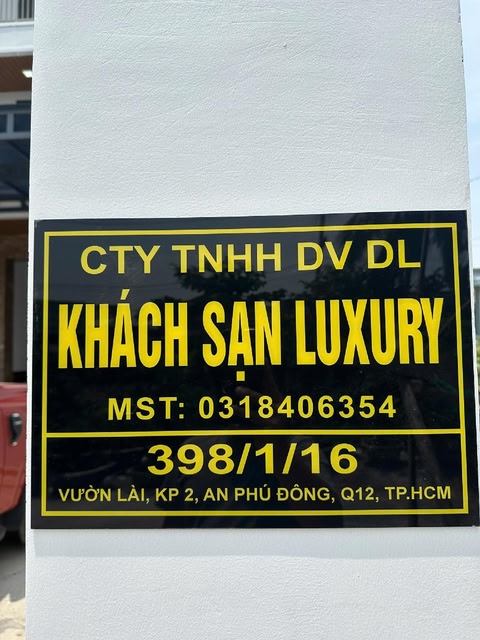 CTY TNHH DV DL
KHÁCH SẠN LUXURY
MST: 0318406354
398/1/16
VƯỜN LÀI, KP 2, AN PHÚ ĐÔNG, Q12, TP.HCM